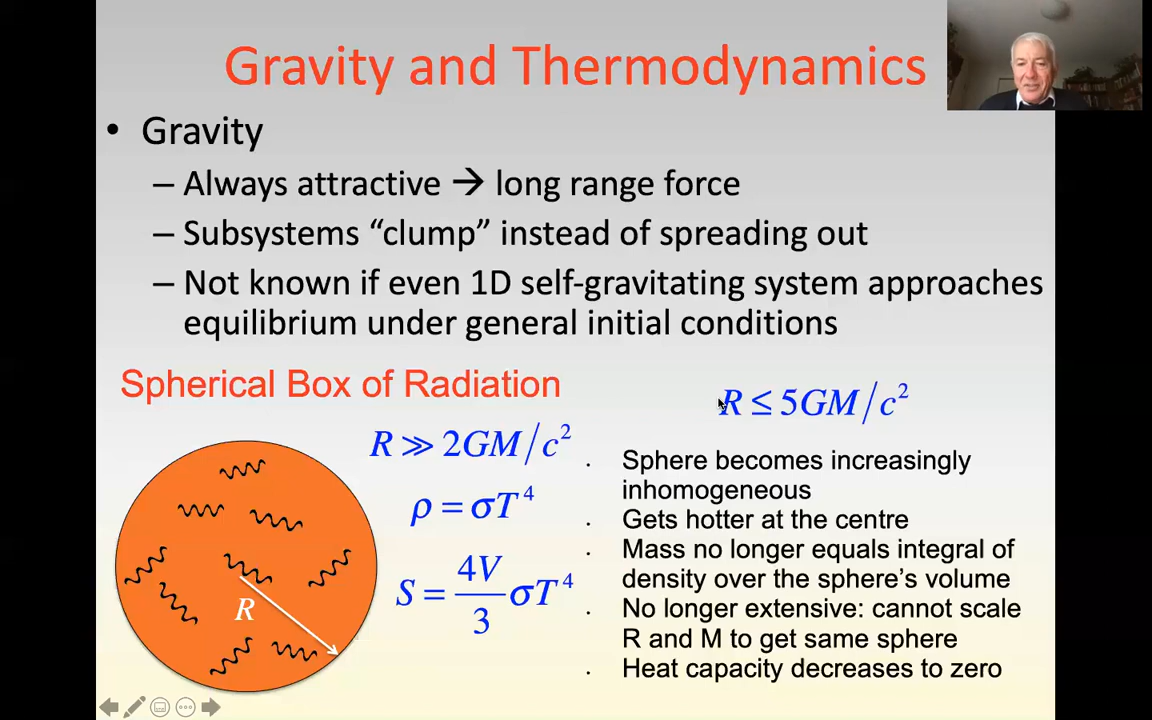 Gravity and Thermodynamics
• Gravity
– Always attractive → long range force
– Subsystems “clump” instead of spreading out
– Not known if even 1D self-gravitating system approaches
equilibrium under general initial conditions
Spherical Box of Radiation
R
R ≫ 2GM/c²
ρ = σT⁴
S = 4V/3 σT⁴
R ≤ 5GM/c²
· Sphere becomes increasingly
inhomogeneous
· Gets hotter at the centre
· Mass no longer equals integral of
density over the sphere’s volume
· No longer extensive: cannot scale
R and M to get same sphere
· Heat capacity decreases to zero